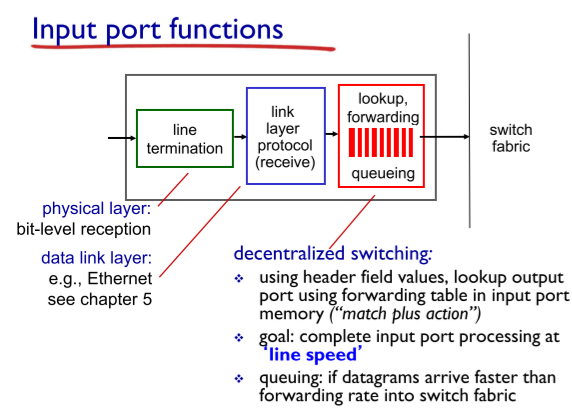 Input port functions
line
termination
link
layer
protocol
(receive)
lookup,
forwarding
queueing
switch
fabric
physical layer:
bit-level reception
data link layer:
e.g., Ethernet
see chapter 5
decentralized switching:
❖ using header field values, lookup output
port using forwarding table in input port
memory (“match plus action”)
❖ goal: complete input port processing at
‘line speed’
❖ queuing: if datagrams arrive faster than
forwarding rate into switch fabric